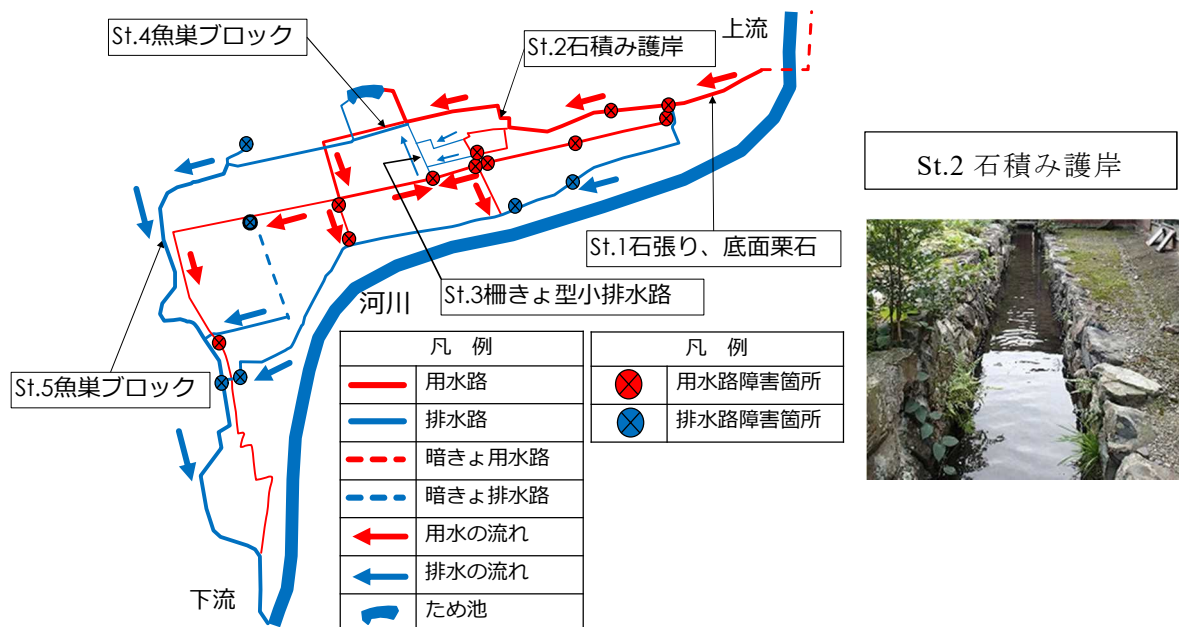 St.4魚巣ブロック
St.2石積み護岸
上流
St.2 石積み護岸
St.1石張り、底面栗石
St.3柵きょ型小排水路
河川
St.5魚巣ブロック
下流
凡 例
用水路
排水路
暗きょ用水路
暗きょ排水路
用水の流れ
排水の流れ
ため池
凡 例
用水路障害箇所
排水路障害箇所